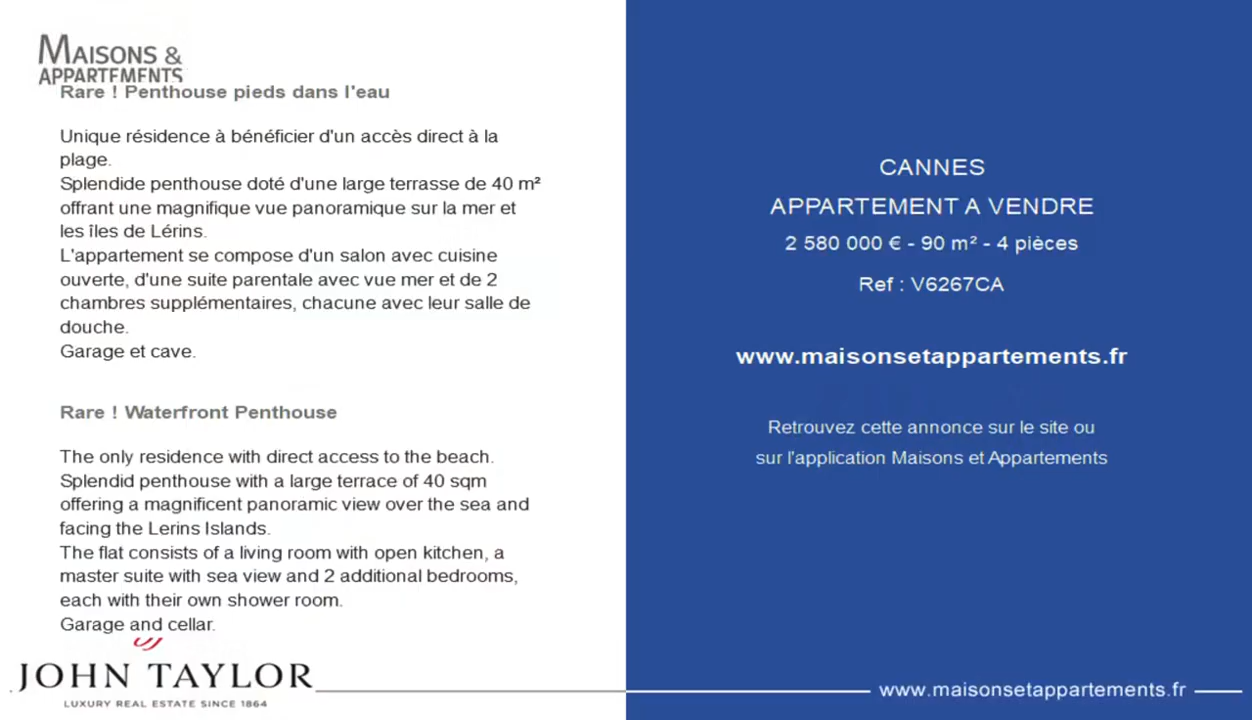 MAISONS &
APPARTEMENTS
Rare ! Penthouse pieds dans l'eau
Unique résidence à bénéficier d'un accès direct à la
plage.
Splendide penthouse doté d'une large terrasse de 40 m²
offrant une magnifique vue panoramique sur la mer et
les îles de Lérins.
L'appartement se compose d'un salon avec cuisine
ouverte, d'une suite parentale avec vue mer et de 2
chambres supplémentaires, chacune avec leur salle de
douche.
Garage et cave.
Rare ! Waterfront Penthouse
The only residence with direct access to the beach.
Splendid penthouse with a large terrace of 40 sqm
offering a magnificent panoramic view over the sea and
facing the Lerins Islands.
The flat consists of a living room with open kitchen, a
master suite with sea view and 2 additional bedrooms,
each with their own shower room.
Garage and cellar.
JOHN TAYLOR
LUXURY REAL ESTATE SINCE 1864
CANNES
APPARTEMENT A VENDRE
2 580 000 € - 90 m² - 4 pièces
Ref : V6267CA
www.maisonsetappartements.fr
Retrouvez cette annonce sur le site ou
sur l'application Maisons et Appartements
www.maisonsetappartements.fr